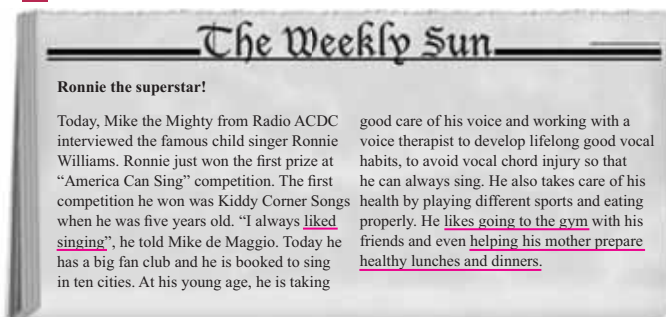 The Weekly Sun
Ronnie the superstar!
Today, Mike the Mighty from Radio ACDC
interviewed the famous child singer Ronnie
Williams. Ronnie just won the first prize at
“America Can Sing” competition. The first
competition he won was Kiddy Corner Songs
when he was five years old. “I always liked
singing”, he told Mike de Maggio. Today he
has a big fan club and he is booked to sing
in ten cities. At his young age, he is taking
good care of his voice and working with a
voice therapist to develop lifelong good vocal
habits, to avoid vocal chord injury so that
he can always sing. He also takes care of his
health by playing different sports and eating
properly. He likes going to the gym with his
friends and even helping his mother prepare
healthy lunches and dinners.